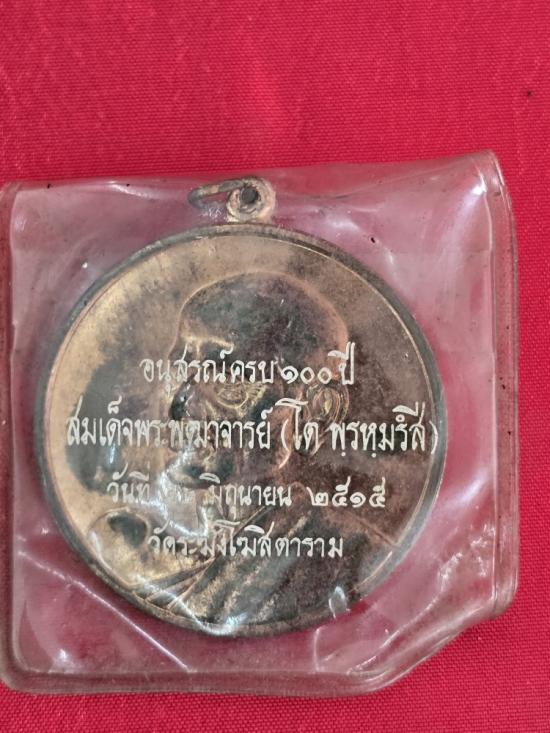 อนุสรณ์ครบ ๑๐๐ ปี
สมเด็จพระพุฒาจารย์ (โต พฺรหฺมรํสี)
วันที่ มิถุนายน ๒๕๑๕
วัดระฆังโฆสิตาราม